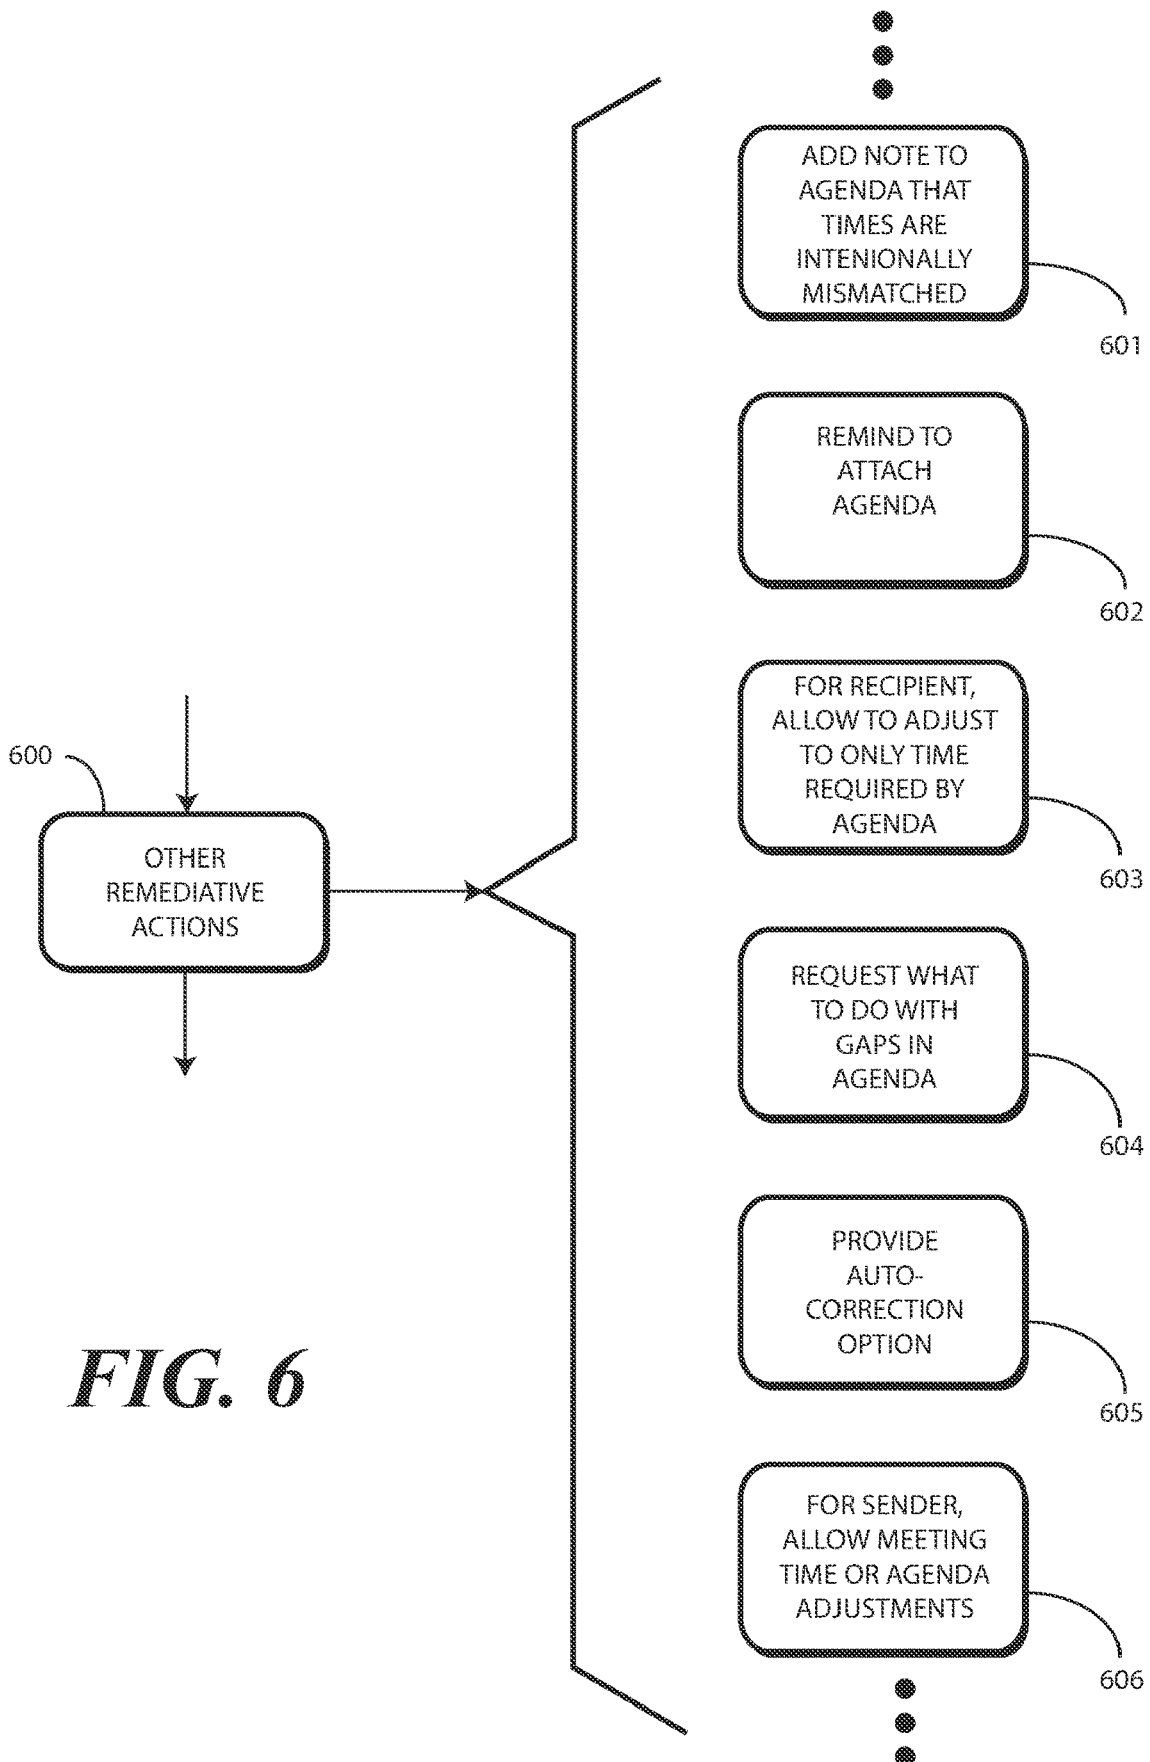 ADD NOTE TO
AGENDA THAT
TIMES ARE
INTENIONALLY
MISMATCHED
601
REMIND TO
ATTACH
AGENDA
602
FOR RECIPIENT,
ALLOW TO ADJUST
TO ONLY TIME
REQUIRED BY
AGENDA
603
600
OTHER
REMEDIATIVE
ACTIONS
REQUEST WHAT
TO DO WITH
GAPS IN
AGENDA
604
PROVIDE
AUTO-
CORRECTION
OPTION
605
FIG. 6
FOR SENDER,
ALLOW MEETING
TIME OR AGENDA
ADJUSTMENTS
606